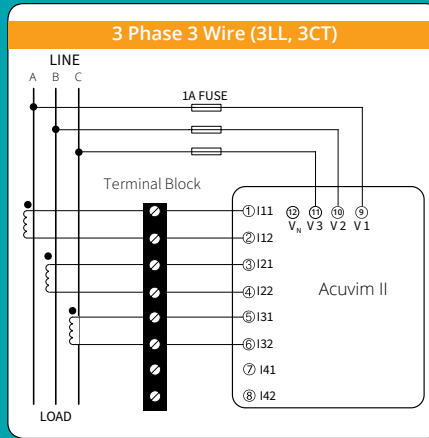 3 Phase 3 Wire (3LL, 3CT)
LINE
A B C
1A FUSE
Terminal Block
12 11 10 9
VN V3 V2 V1
1 I11
2 I12
3 I21
4 I22
5 I31
6 I32
7 I41
8 I42
Acuvim II
LOAD